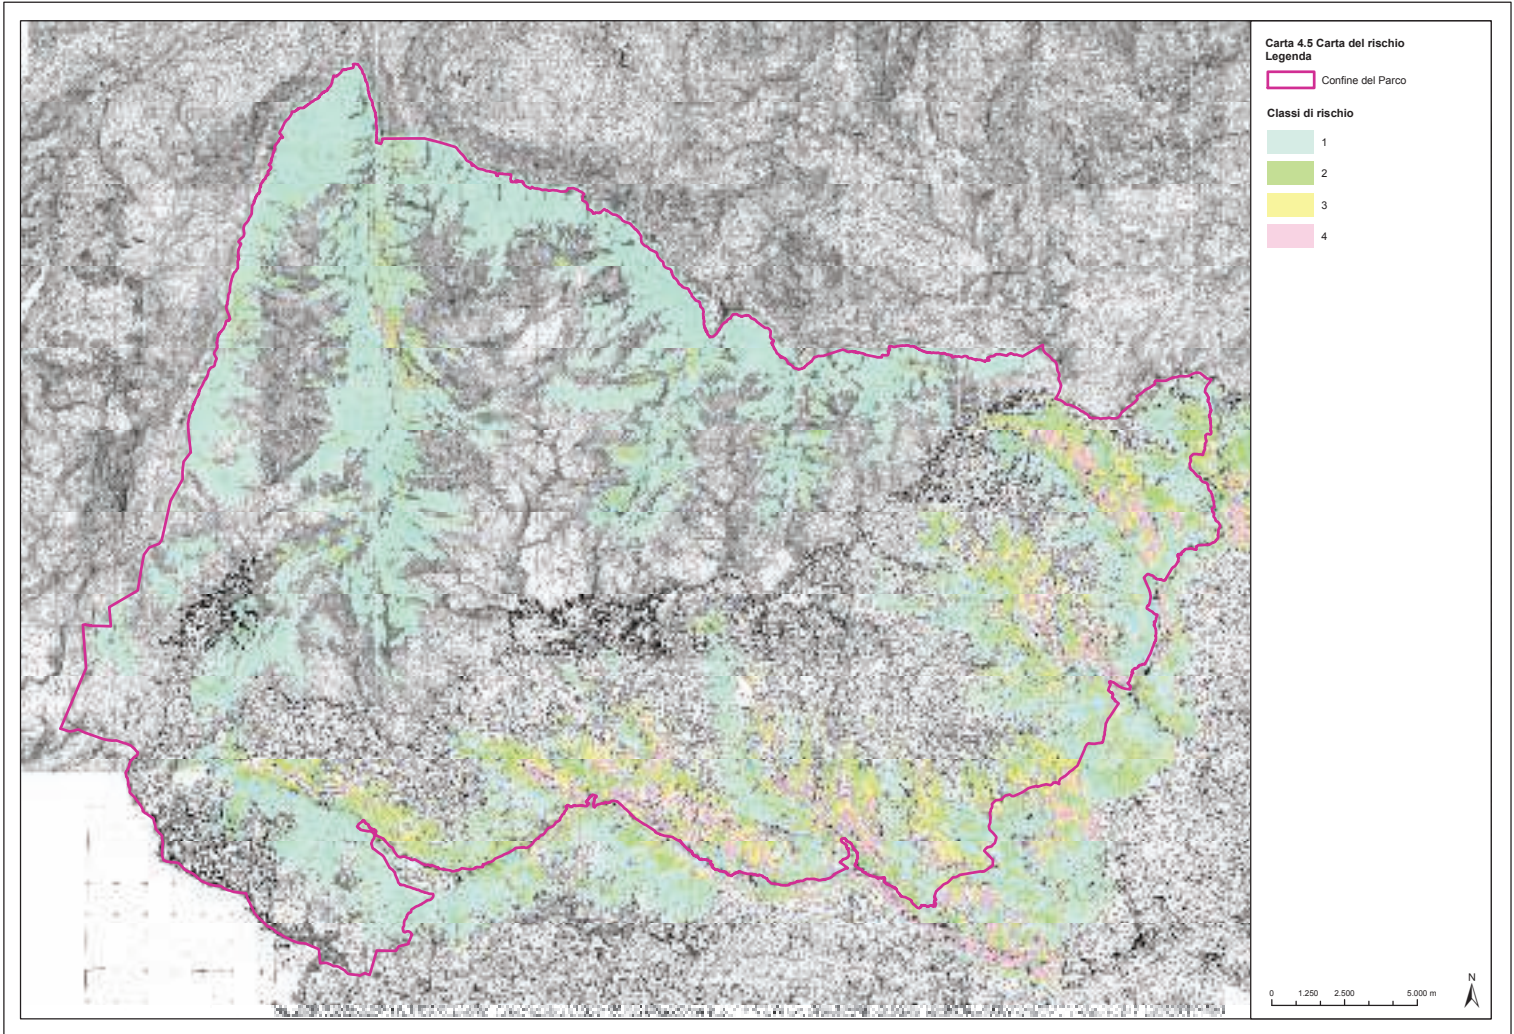 Carta 4.5 Carta del rischio
Legenda
Confine del Parco
Classi di rischio
1
2
3
4
N
0 1.250 2.500 5.000 m